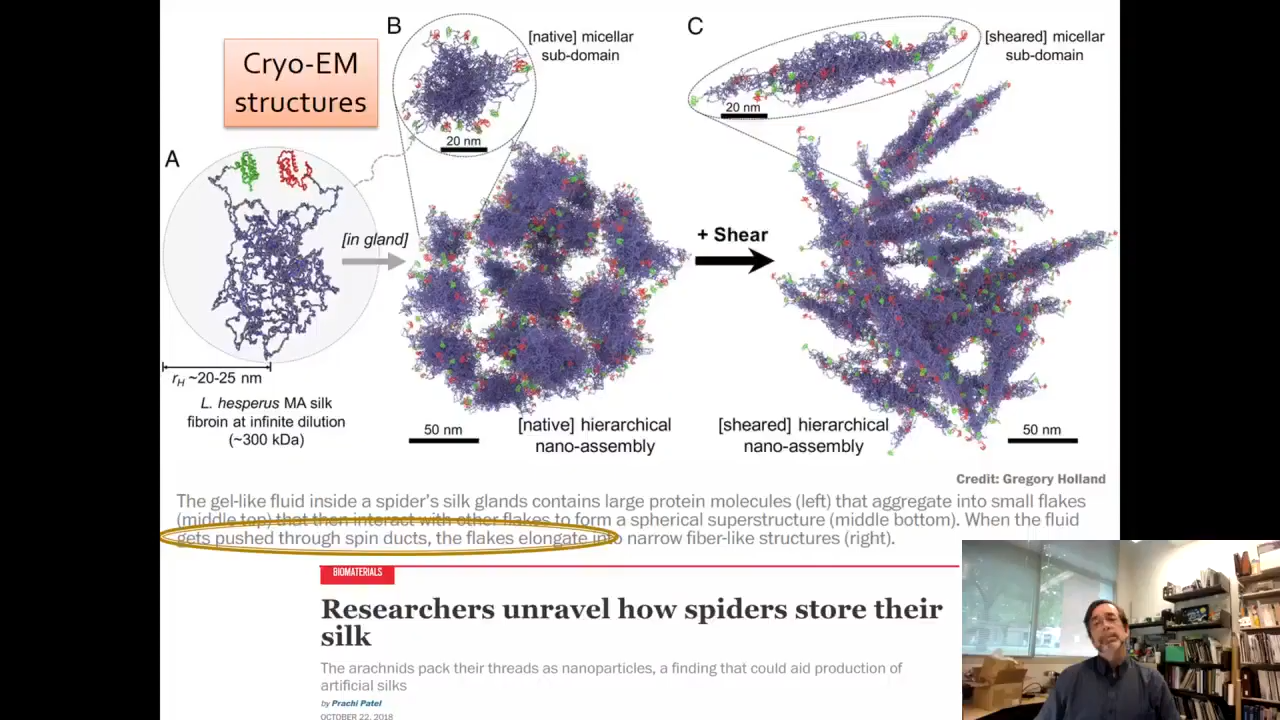 B
C
[native] micellar
sub-domain
[sheared] micellar
sub-domain
Cryo-EM
structures
20 nm
20 nm
A
[in gland]
+ Shear
rH ~20-25 nm
L. hesperus MA silk
fibroin at infinite dilution
(~300 kDa)
50 nm
[native] hierarchical
nano-assembly
[sheared] hierarchical
nano-assembly
50 nm
Credit: Gregory Holland
The gel-like fluid inside a spider's silk glands contains large protein molecules (left) that aggregate into small flakes
(middle top) that then interact with other flakes to form a spherical superstructure (middle bottom). When the fluid
gets pushed through spin ducts, the flakes elongate into narrow fiber-like structures (right).
BIOMATERIALS
Researchers unravel how spiders store their
silk
The arachnids pack their threads as nanoparticles, a finding that could aid production of
artificial silks
by Prachi Patel
OCTOBER 22, 2018